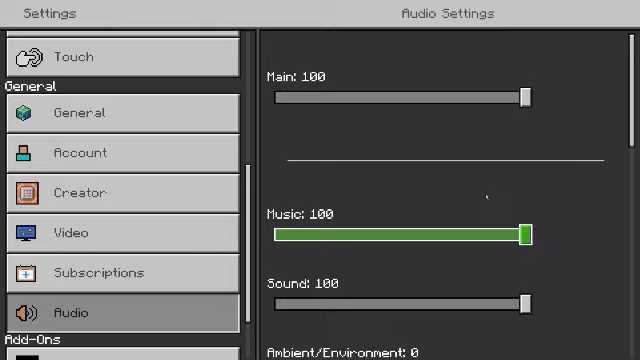 Settings
Audio Settings
Touch
General
General
Account
Creator
Video
Subscriptions
Audio
Add-Ons
Main: 100
Music: 100
Sound: 100
Ambient/Environment: 0